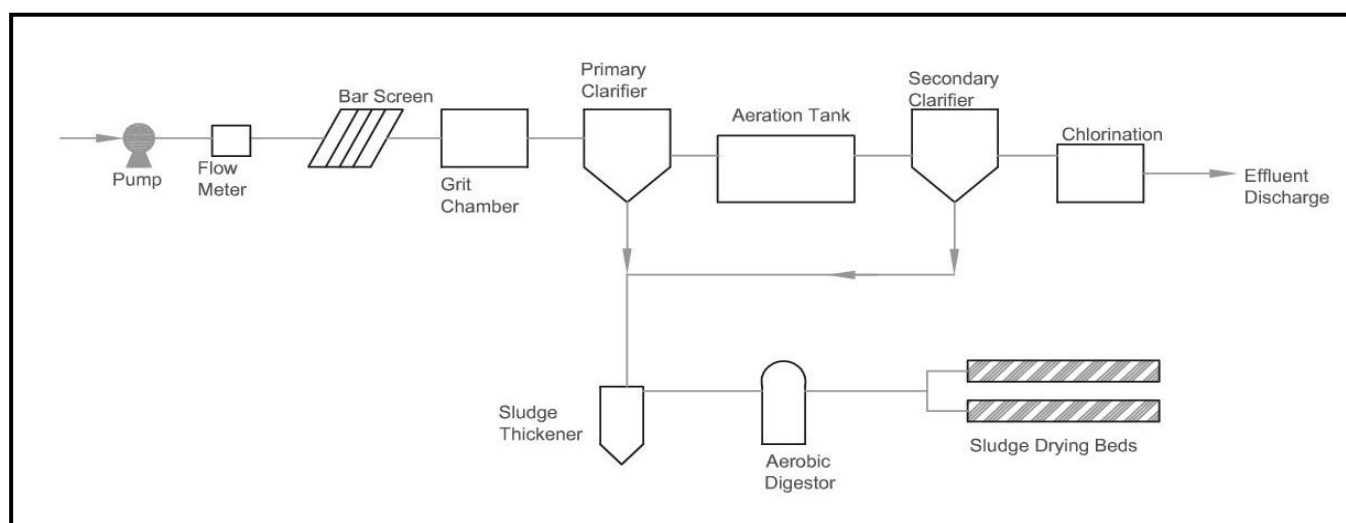 Pump
Flow
Meter
Bar Screen
Grit
Chamber
Primary
Clarifier
Aeration Tank
Secondary
Clarifier
Chlorination
Effluent
Discharge
Sludge
Thickener
Aerobic
Digestor
Sludge Drying Beds